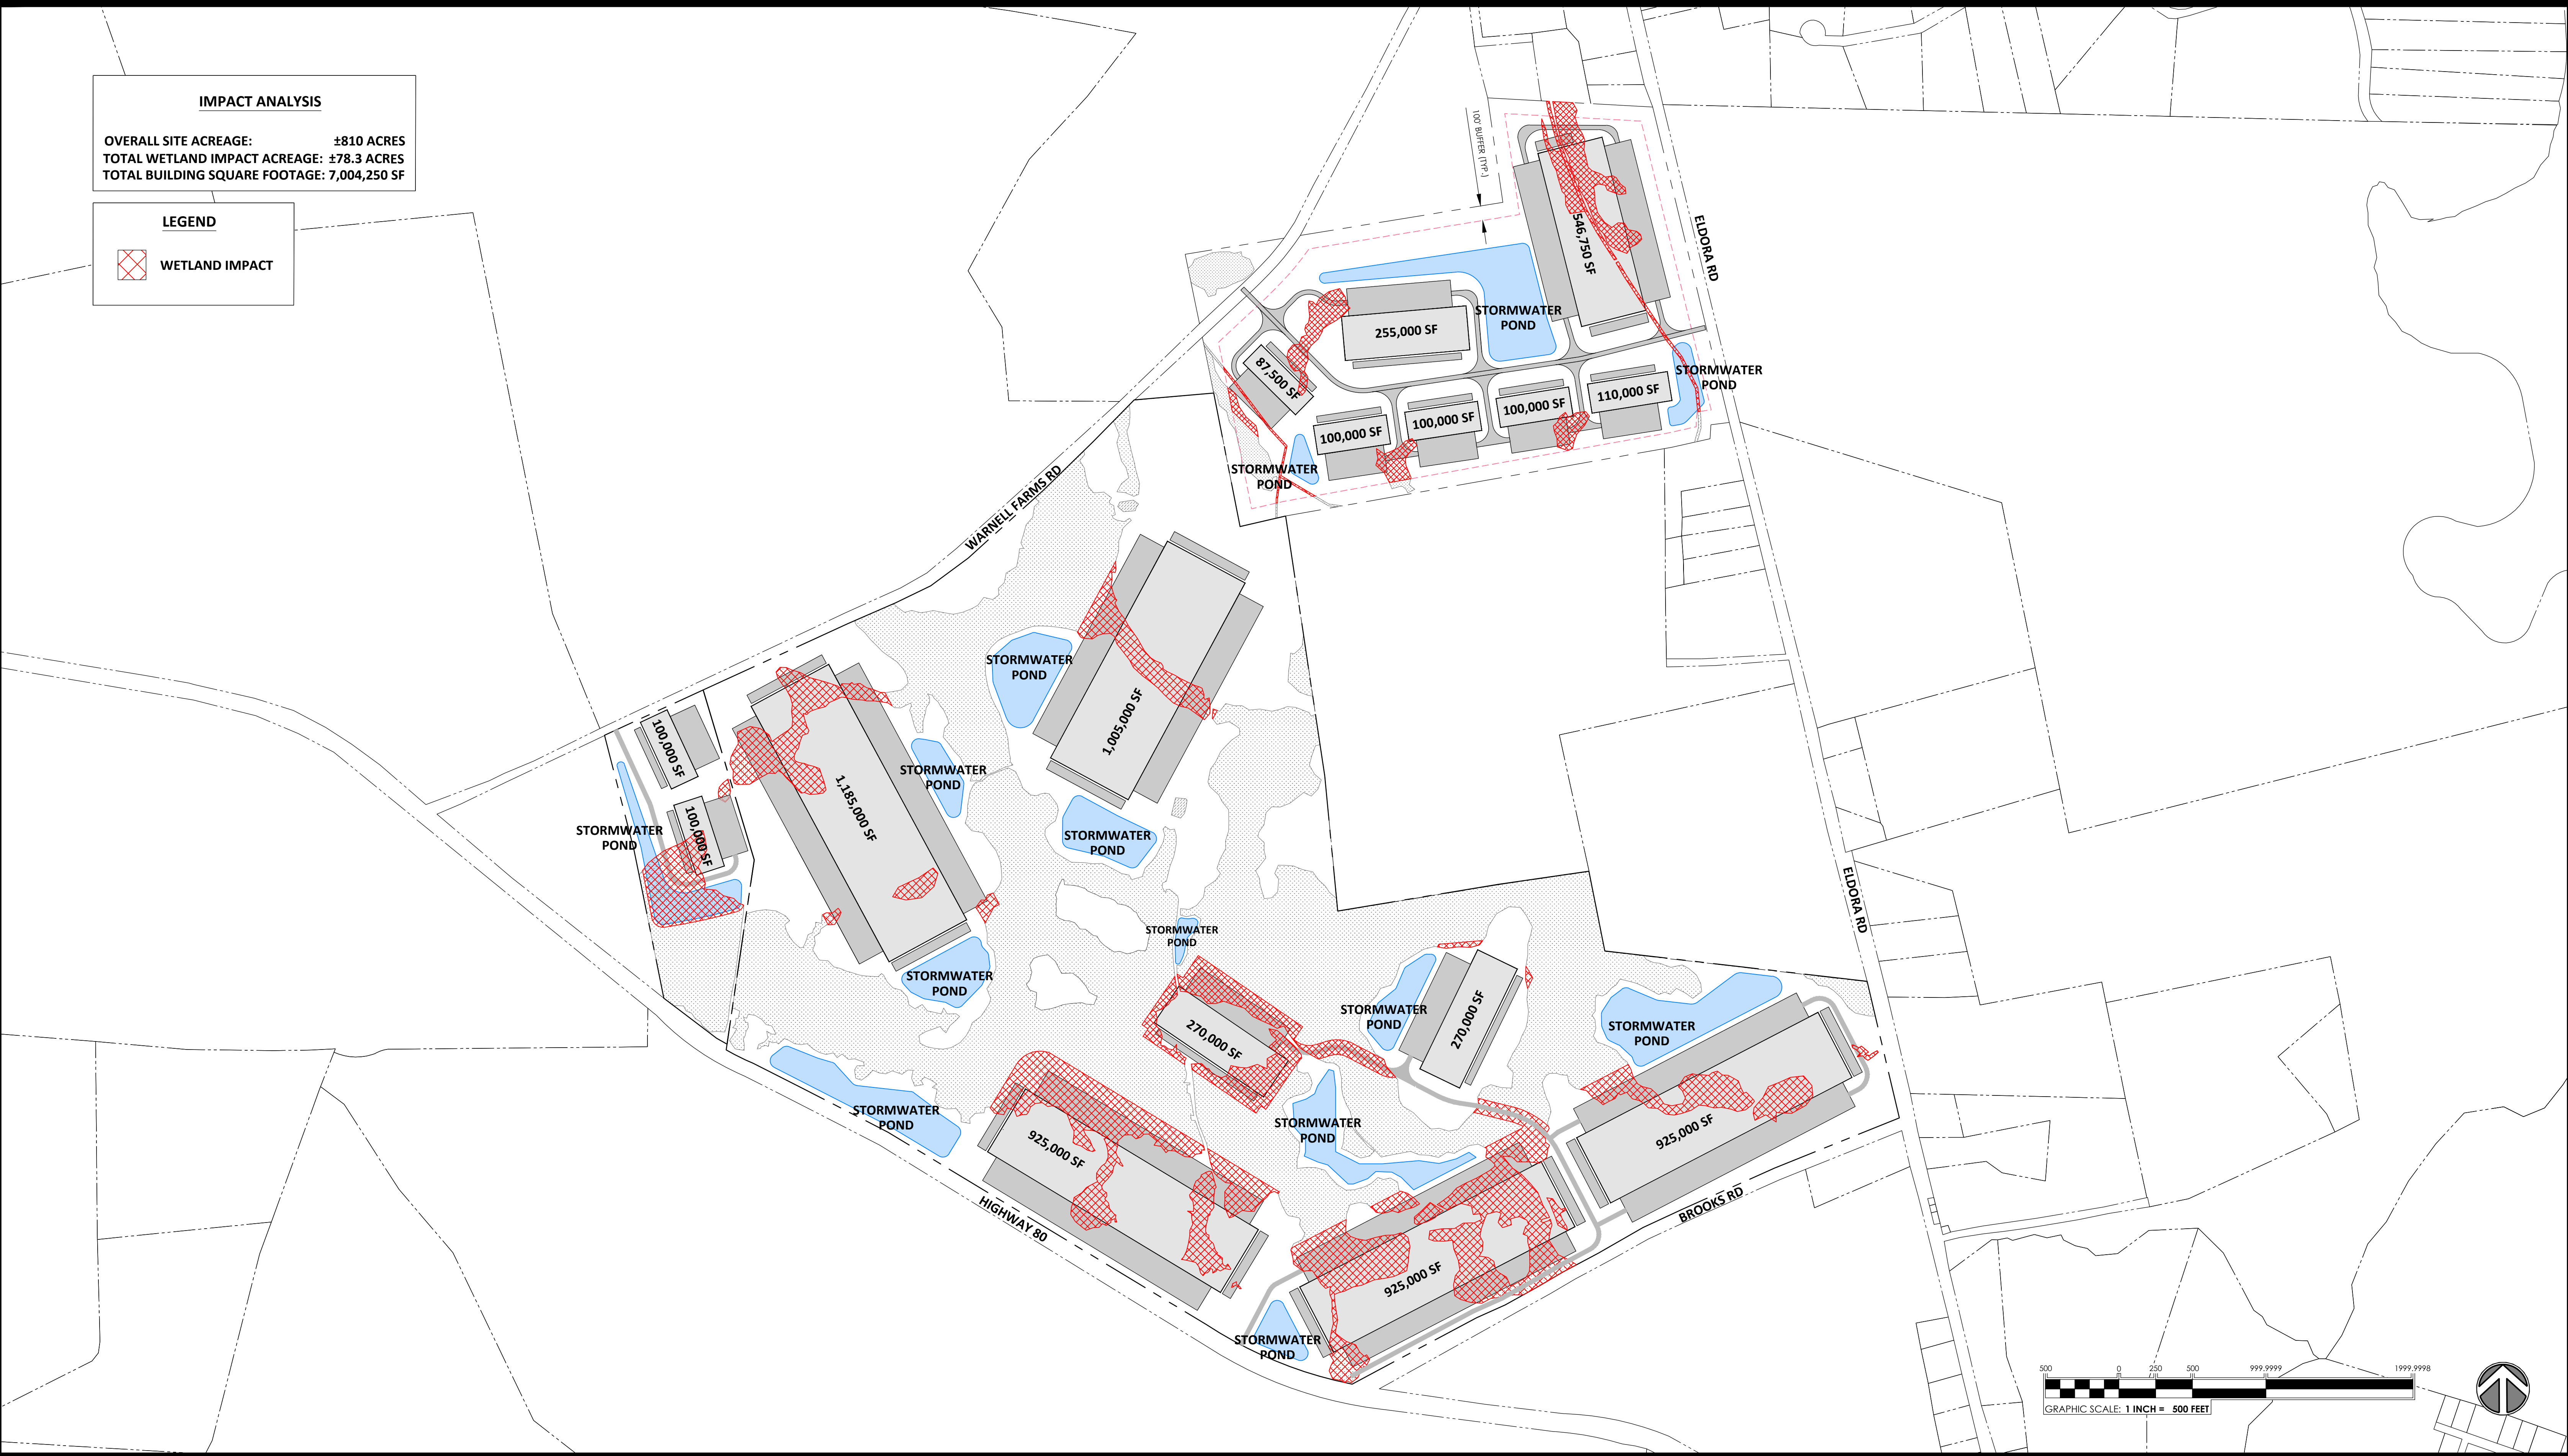 IMPACT ANALYSIS
OVERALL SITE ACREAGE: ±810 ACRES
TOTAL WETLAND IMPACT ACREAGE: ±78.3 ACRES
TOTAL BUILDING SQUARE FOOTAGE: 7,004,250 SF
LEGEND
WETLAND IMPACT
100' BUFFER (TYP.)
546,750 SF
ELDORA RD
STORMWATER
POND
255,000 SF
87,500 SF
STORMWATER
POND
110,000 SF
100,000 SF
100,000 SF
100,000 SF
STORMWATER
POND
WARNELL FARMS RD
STORMWATER
POND
1,005,000 SF
100,000 SF
STORMWATER
POND
1,185,000 SF
100,000 SF
STORMWATER
POND
STORMWATER
POND
ELDORA RD
STORMWATER
POND
STORMWATER
POND
STORMWATER
POND
270,000 SF
270,000 SF
STORMWATER
POND
STORMWATER
POND
925,000 SF
STORMWATER
POND
925,000 SF
BROOKS RD
HIGHWAY 80
925,000 SF
STORMWATER
POND
500 0 250 500 999.9999 1999.9998
GRAPHIC SCALE: 1 INCH = 500 FEET